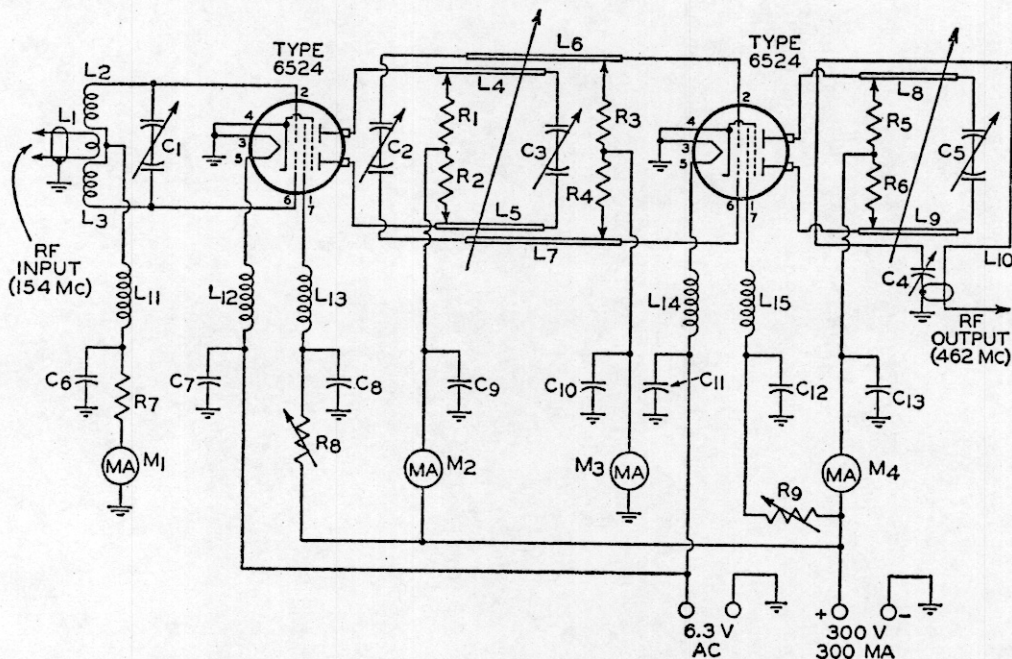 TYPE
6524
TYPE
6524
L6
L4
L2
L1
C1
L3
RF
INPUT
(154 MC)
2
4
3
5
6
7
C2
R1
R2
C3
R3
R4
L5
L7
2
4
3
5
6
7
L8
R5
R6
C5
L9
C4
L10
RF
OUTPUT
(462 MC)
L11
L12
L13
L14
L15
C6
R7
C7
C8
R8
C9
C10
C11
C12
C13
MA M1
MA M2
M3 MA
MA M4
R9
6.3 V
AC
+ -
300 V
300 MA